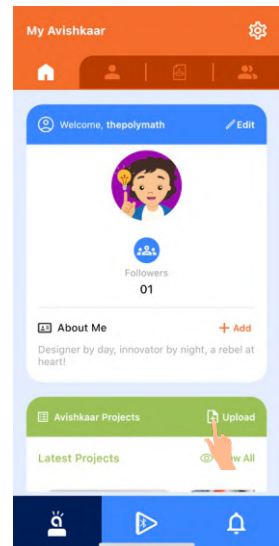 My Avishkaar
Welcome, thepolymath Edit
Followers
01
About Me + Add
Designer by day, innovator by night, a rebel at
heart!
Avishkaar Projects Upload
Latest Projects View All